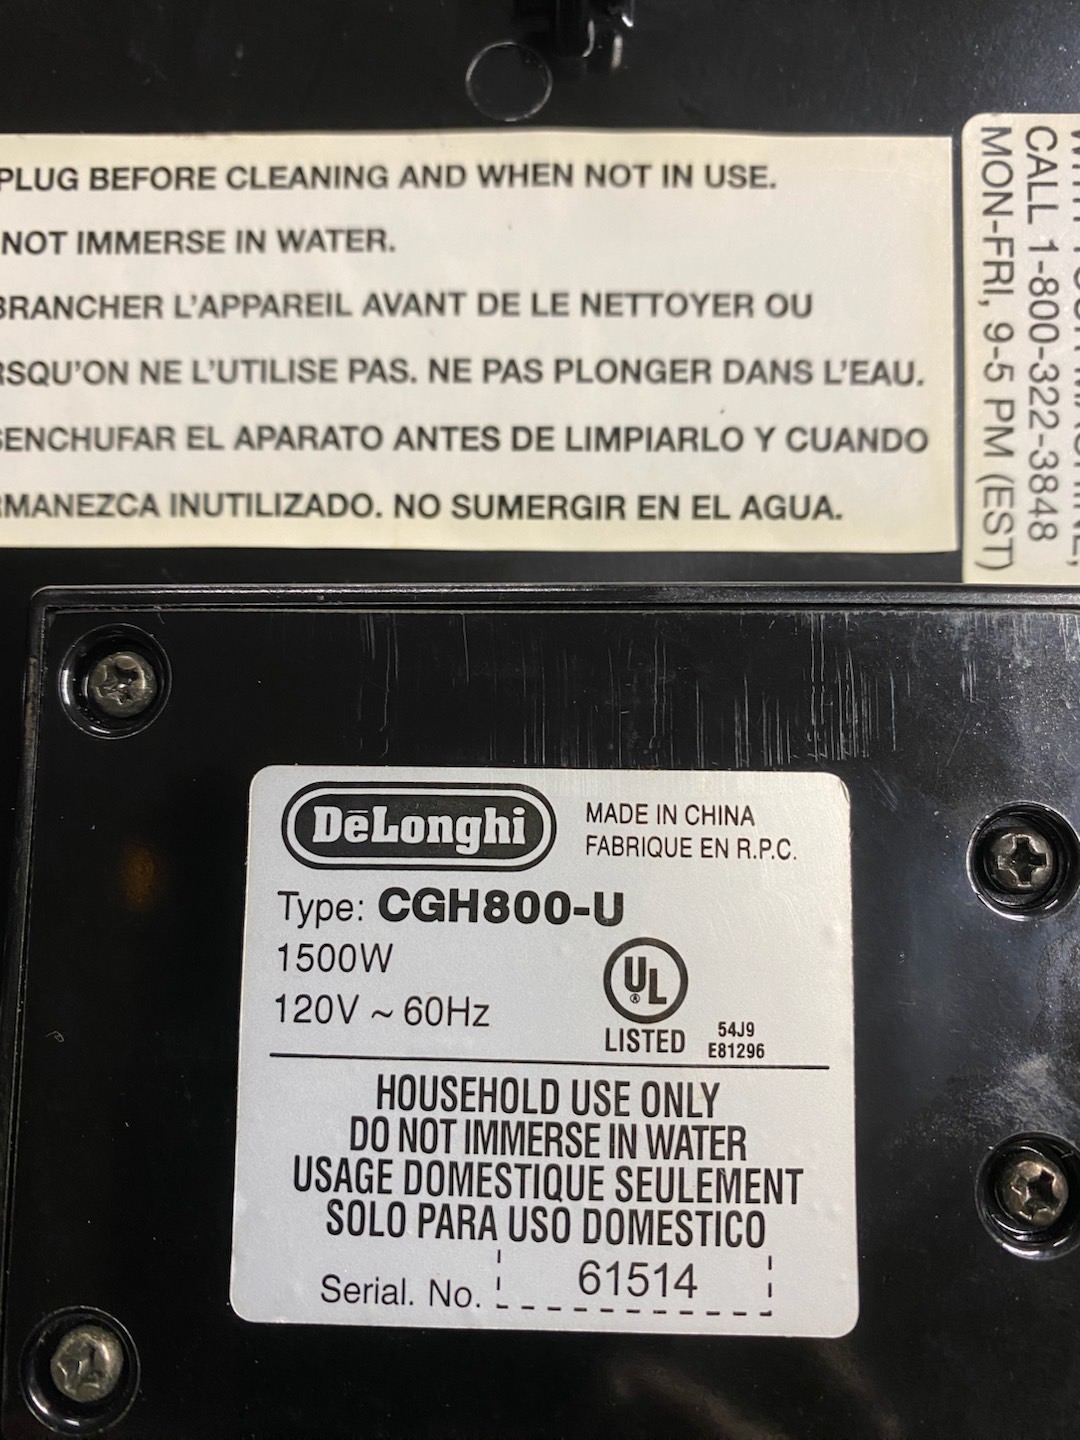 PLUG BEFORE CLEANING AND WHEN NOT IN USE.
NOT IMMERSE IN WATER.
BRANCHER L'APPAREIL AVANT DE LE NETTOYER OU
RSQU'ON NE L'UTILISE PAS. NE PAS PLONGER DANS L'EAU.
SENCHUFAR EL APARATO ANTES DE LIMPIARLO Y CUANDO
RMANEZCA INUTILIZADO. NO SUMERGIR EN EL AGUA.
CALL 1-800-322-3848
MON-FRI, 9-5 PM (EST)
DēLonghi
MADE IN CHINA
FABRIQUE EN R.P.C.
Type: CGH800-U
1500W
120V ~ 60Hz
UL
®
LISTED
54J9
E81296
HOUSEHOLD USE ONLY
DO NOT IMMERSE IN WATER
USAGE DOMESTIQUE SEULEMENT
SOLO PARA USO DOMESTICO
Serial. No. 61514